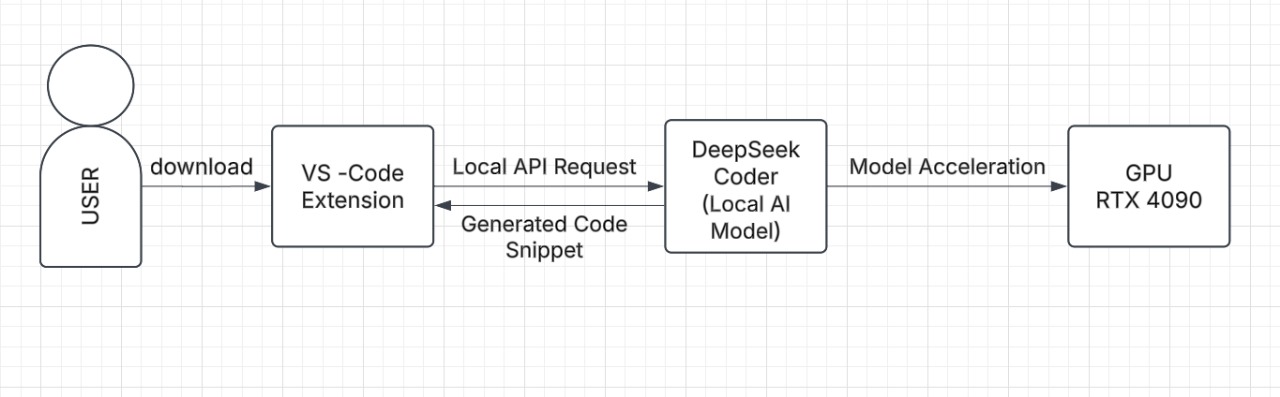 USER
download
VS -Code
Extension
Local API Request
Generated Code
Snippet
DeepSeek
Coder
(Local AI
Model)
Model Acceleration
GPU
RTX 4090